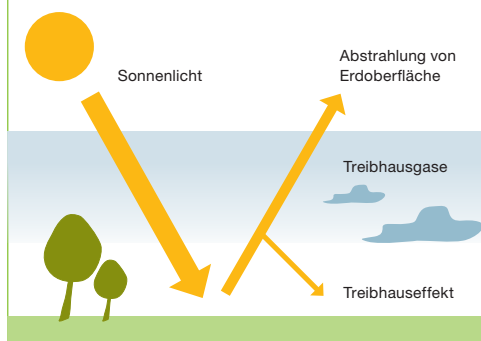 Sonnenlicht
Abstrahlung von
Erdoberfläche
Treibhausgase
Treibhauseffekt